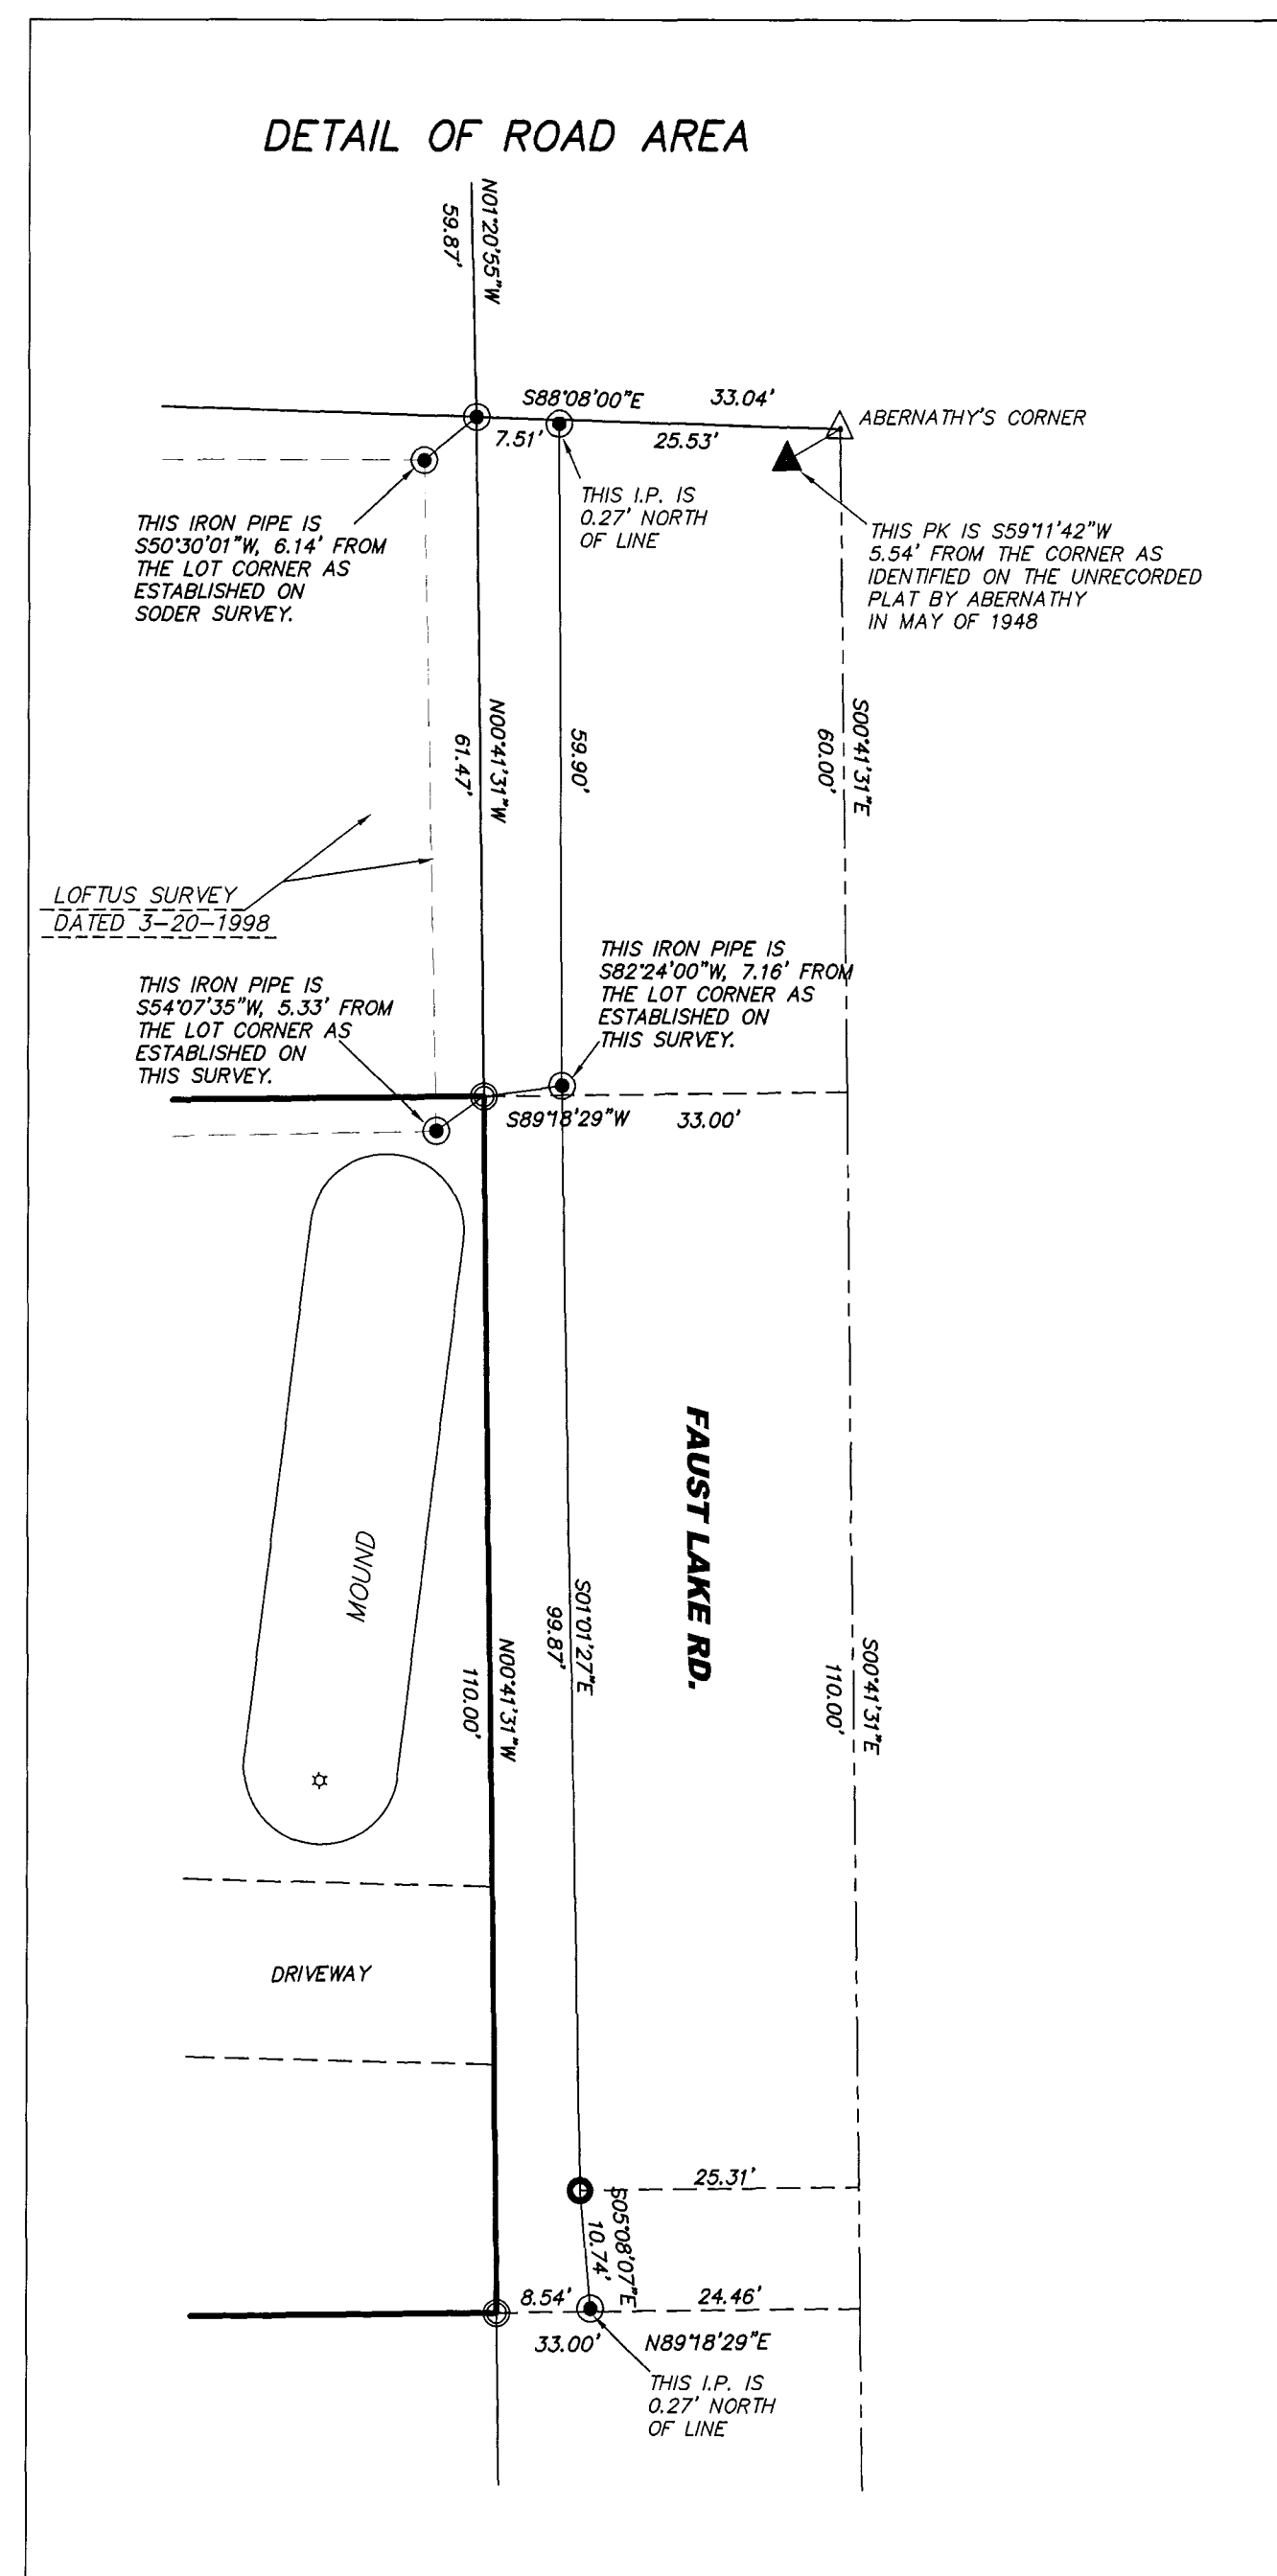 DETAIL OF ROAD AREA
N01°20'55"W
59.87'
S88°08'00"E
33.04'
7.51'
25.53'
ABERNATHY'S CORNER
THIS I.P. IS
0.27' NORTH
OF LINE
THIS IRON PIPE IS
S50°30'01"W, 6.14' FROM
THE LOT CORNER AS
ESTABLISHED ON
SODER SURVEY.
THIS PK IS S59°11'42"W
5.54' FROM THE CORNER AS
IDENTIFIED ON THE UNRECORDED
PLAT BY ABERNATHY
IN MAY OF 1948
N00°41'31"W
61.47'
59.90'
S00°41'31"E
60.00'
LOFTUS SURVEY
DATED 3-20-1998
THIS IRON PIPE IS
S82°24'00"W, 7.16' FROM
THE LOT CORNER AS
ESTABLISHED ON
THIS SURVEY.
THIS IRON PIPE IS
S54°07'35"W, 5.33' FROM
THE LOT CORNER AS
ESTABLISHED ON
THIS SURVEY.
S89°18'29"W
33.00'
FAUST LAKE RD.
MOUND
S01°01'27"E
99.87'
N00°41'31"W
110.00'
S00°41'31"E
110.00'
DRIVEWAY
25.31'
S05°08'07"E
10.74'
8.54'
24.46'
33.00'
N89°18'29"E
THIS I.P. IS
0.27' NORTH
OF LINE